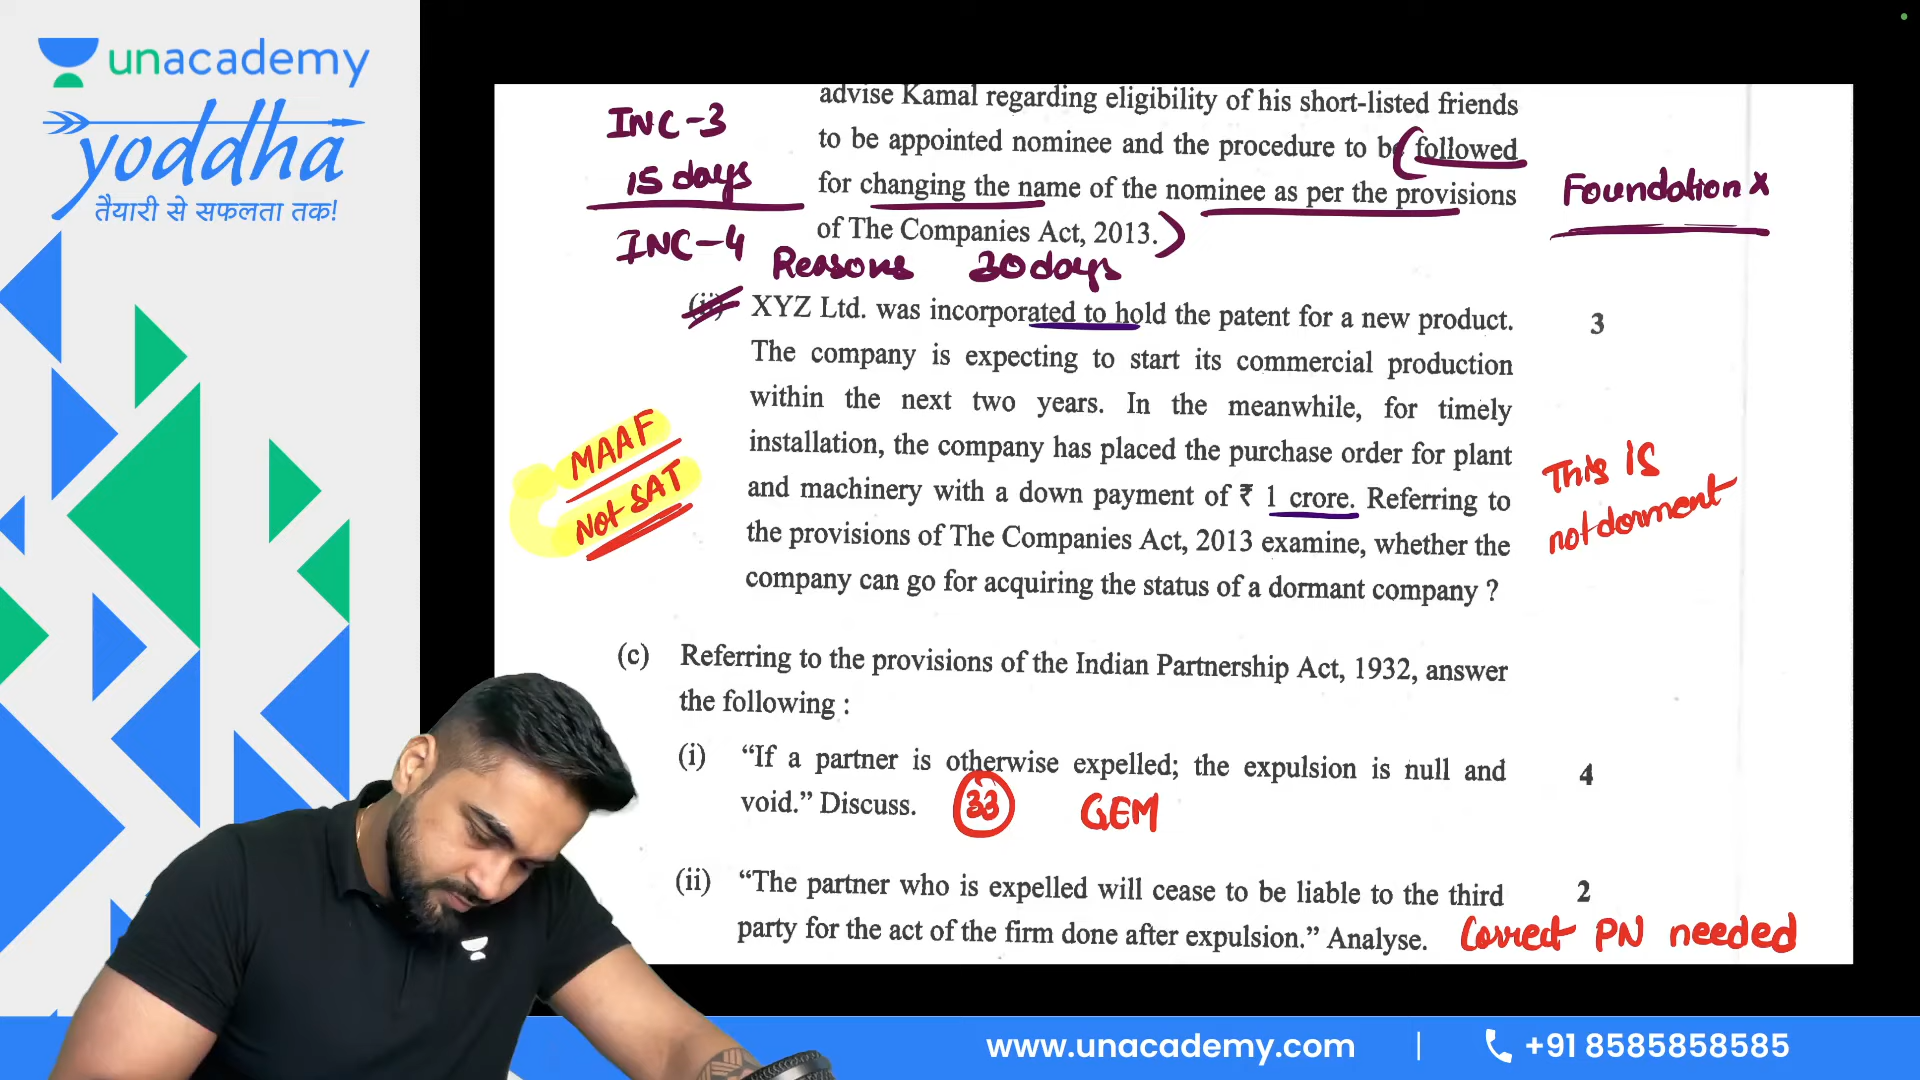 unacademy
yoddha
तैयारी से सफलता तक!
INC-3
15 days
INC-4
advise Kamal regarding eligibility of his short-listed friends
to be appointed nominee and the procedure to be followed
for changing the name of the nominee as per the provisions
of The Companies Act, 2013.
Foundation x
Reasons 30 days
(ii) XYZ Ltd. was incorporated to hold the patent for a new product. 3
The company is expecting to start its commercial production
within the next two years. In the meanwhile, for timely
installation, the company has placed the purchase order for plant
and machinery with a down payment of ₹ 1 crore. Referring to
the provisions of The Companies Act, 2013 examine, whether the
company can go for acquiring the status of a dormant company ?
MAAF
Not SAT
This is
not dorment
(c) Referring to the provisions of the Indian Partnership Act, 1932, answer
the following :
(i) “If a partner is otherwise expelled; the expulsion is null and 4
void.” Discuss. 33 GEM
(ii) “The partner who is expelled will cease to be liable to the third 2
party for the act of the firm done after expulsion.” Analyse. Correct PN needed
www.unacademy.com | +91 8585858585